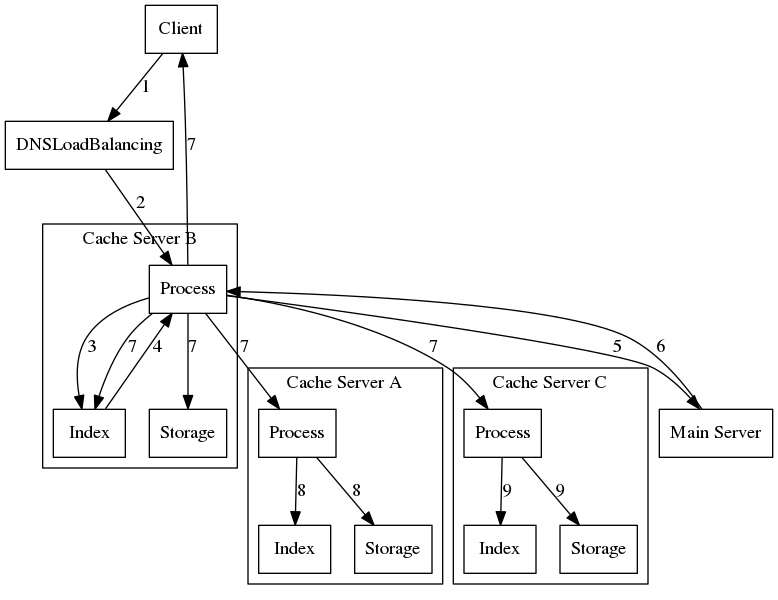 Client
1
DNSLoadBalancing
7
2
Cache Server B
Process
3
7
4
7
7
7
5
6
Cache Server A
Cache Server C
Index
Storage
Process
Process
Main Server
8
8
9
9
Index
Storage
Index
Storage